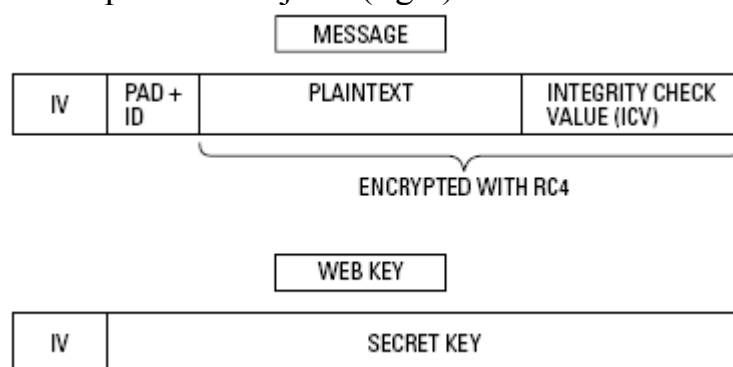 MESSAGE
IV
PAD +
ID
PLAINTEXT
INTEGRITY CHECK
VALUE (ICV)
ENCRYPTED WITH RC4
WEB KEY
IV
SECRET KEY